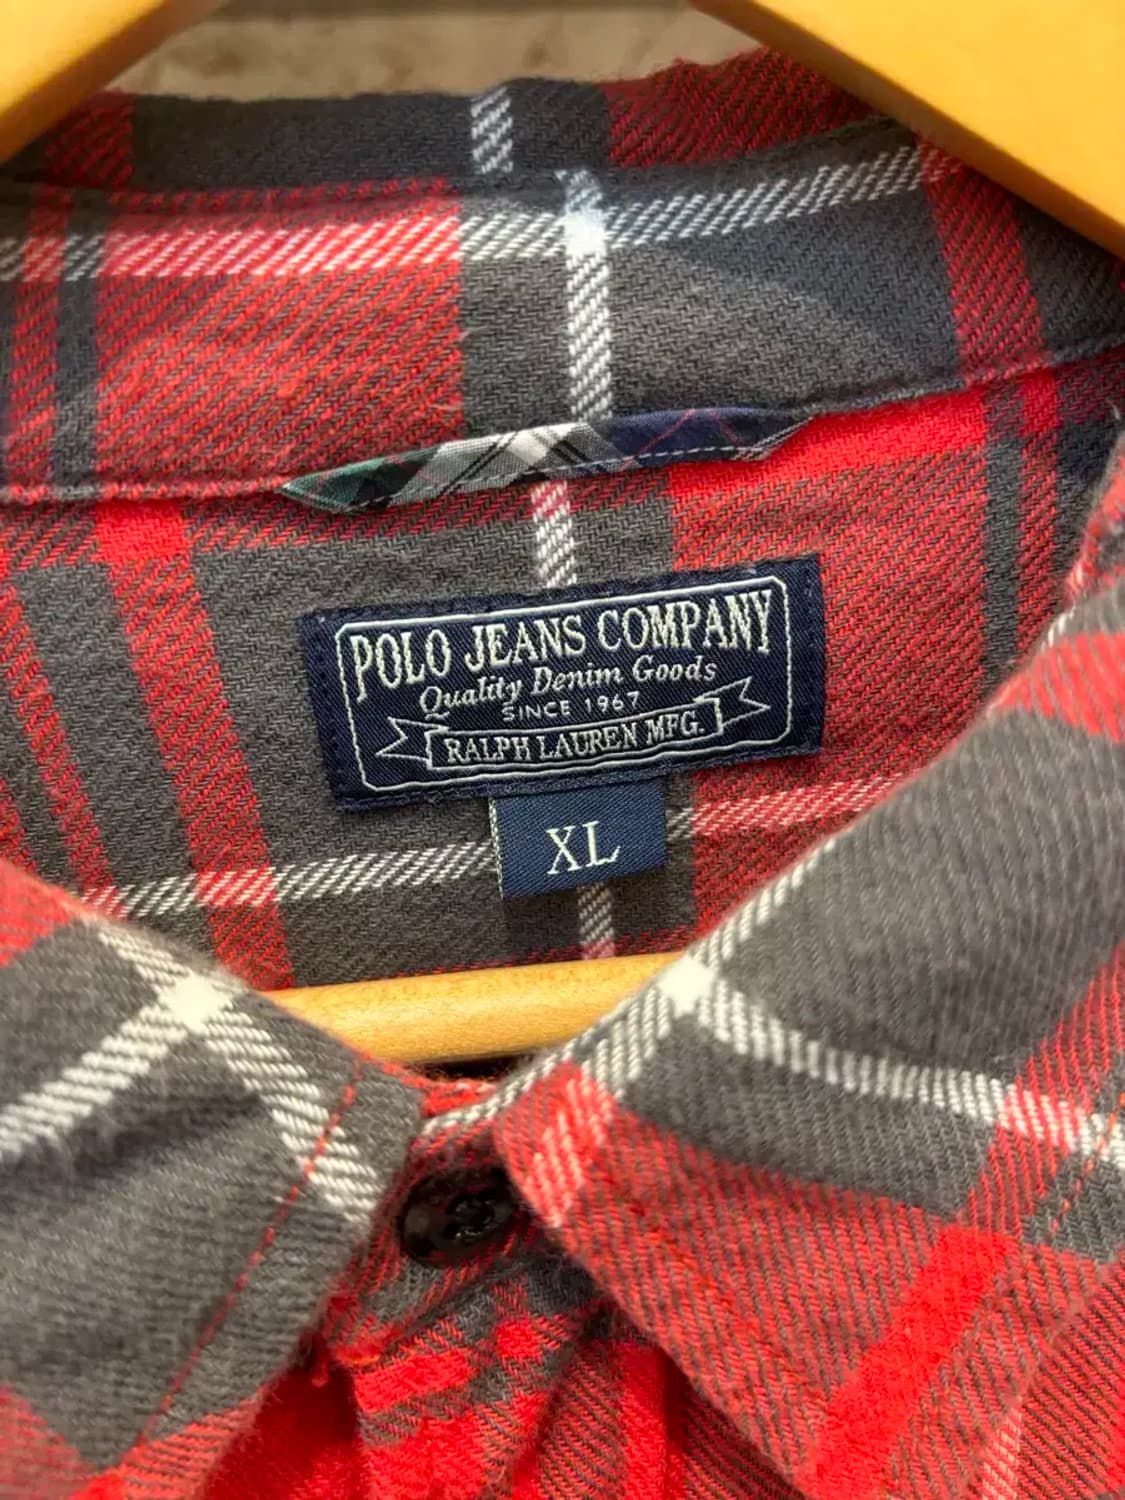 POLO JEANS COMPANY
Quality Denim Goods
SINCE 1967
RALPH LAUREN MFG.
XL